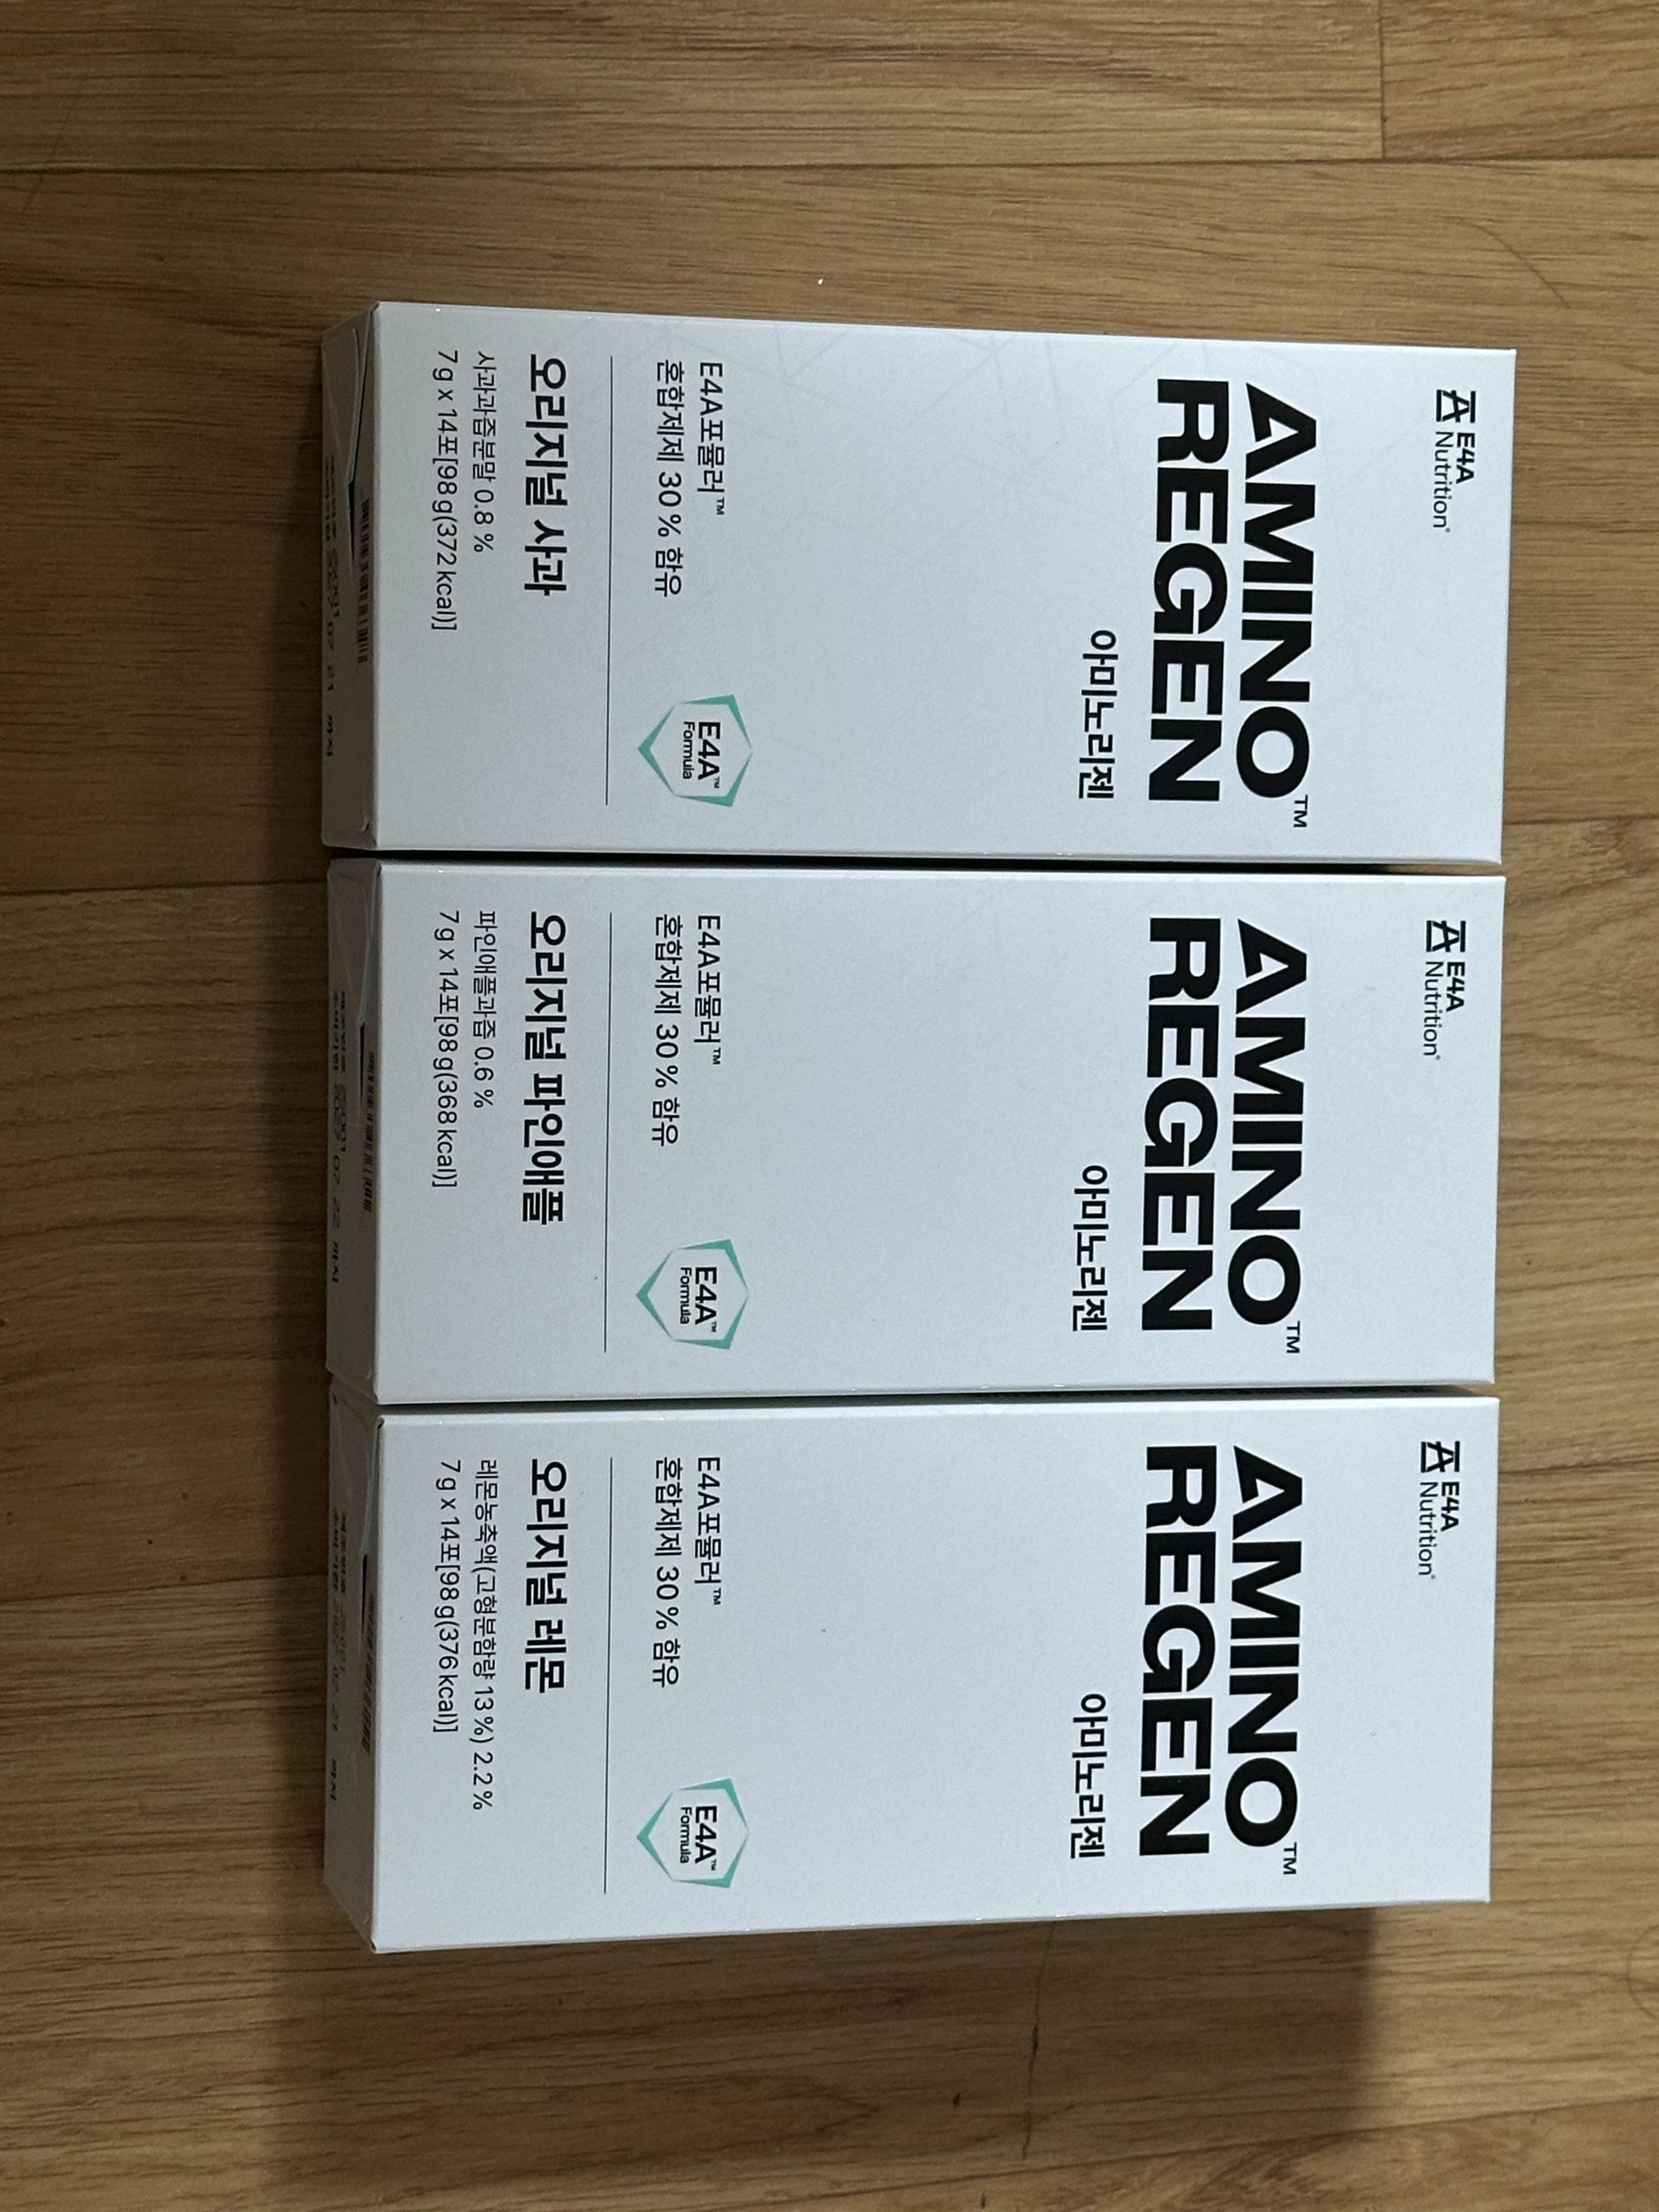 E4A
Nutrition®
AMINO
REGEN™
아미노리젠
E4A포뮬러™
혼합제제 30 % 함유
E4A™
Formula
오리지널 사과
사과과즙분말 0.8 %
7 g x 14포[98 g(372 kcal)]
E4A
Nutrition®
AMINO
REGEN™
아미노리젠
E4A포뮬러™
혼합제제 30 % 함유
E4A™
Formula
오리지널 파인애플
파인애플과즙 0.6 %
7 g x 14포[98 g(368 kcal)]
E4A
Nutrition®
AMINO
REGEN™
아미노리젠
E4A포뮬러™
혼합제제 30 % 함유
E4A™
Formula
오리지널 레몬
레몬농축액(고형분함량 13 %) 2.2 %
7 g x 14포[98 g(376 kcal)]